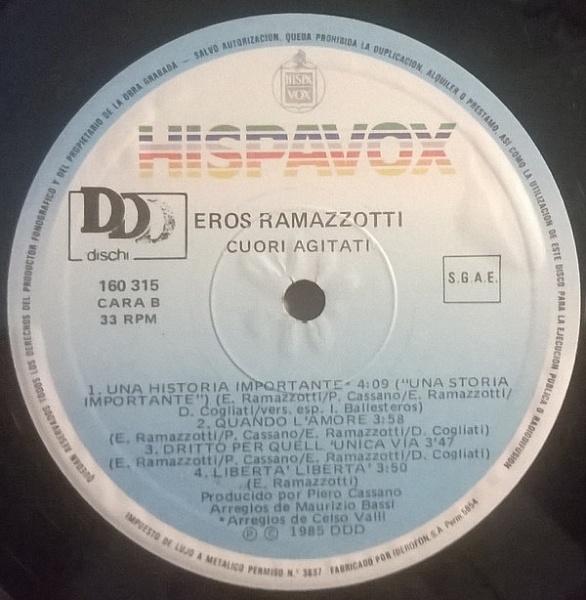 QUEDAN RESERVADOS TODOS LOS DERECHOS DEL PRODUCTOR FONOGRAFICO Y DEL PROPIETARIO DE LA OBRA GRABADA - SALVO AUTORIZACION, QUEDA PROHIBIDA LA DUPLICACION, ALQUILER O PRESTAMO, ASI COMO LA UTILIZACION DE ESTE DISCO PARA LA EJECUCION PUBLICA O RADIODIFUSION
HISPA
VOX
HISPAVOX
DDD
dischi
EROS RAMAZZOTTI
CUORI AGITATI
160 315
CARA B
33 RPM
S.G.A.E.
1. UNA HISTORIA IMPORTANTE* 4:09 ("UNA STORIA
IMPORTANTE") (E. Ramazzotti/P. Cassano/E. Ramazzotti/
D. Cogliati/vers. esp. I. Ballesteros)
2. QUANDO L'AMORE 3:58
(E. Ramazzotti/P. Cassano/E. Ramazzotti/D. Cogliati)
3. DRITTO PER QUELL'UNICA VIA 3'47
(E. Ramazzotti/P. Cassano/E. Ramazzotti/D. Cogliati)
4. LIBERTA' LIBERTA' 3:50
(E. Ramazzotti)
Producido por Piero Cassano
Arreglos de Maurizio Bassi
*Arreglos de Celso Valli
Ⓟ © 1985 DDD
IMPUESTO DE LUJO A METALICO PERMISO N.° 3637 FABRICADO POR IBEROFON, S.A. Perm 5854